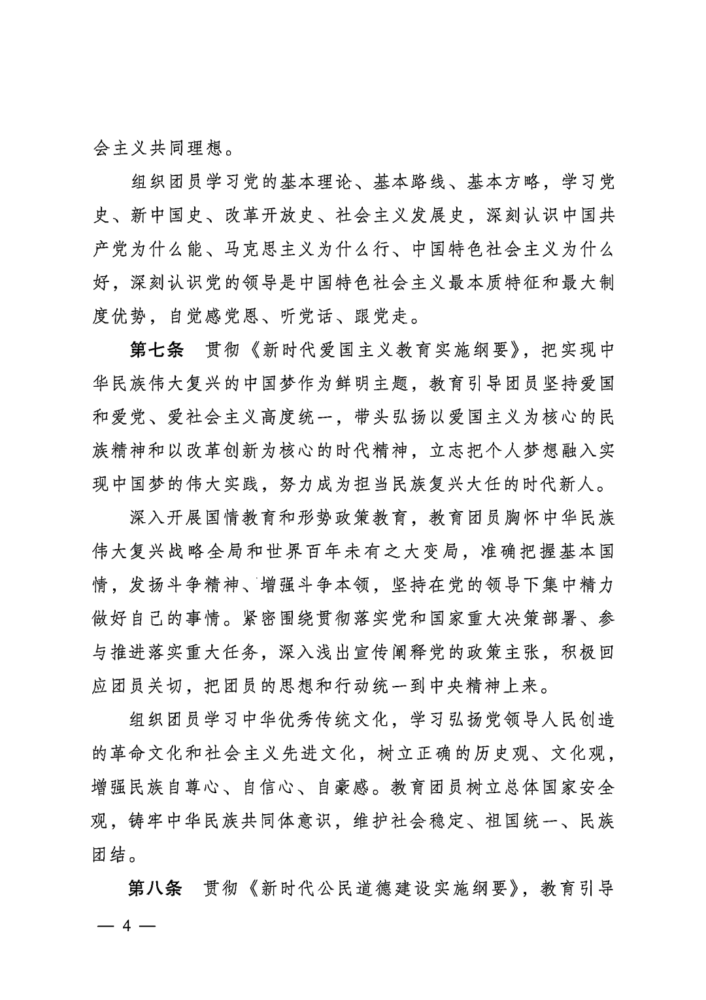 会主义共同理想。
组织团员学习党的基本理论、基本路线、基本方略，学习党
史、新中国史、改革开放史、社会主义发展史，深刻认识中国共
产党为什么能、马克思主义为什么行、中国特色社会主义为什么
好，深刻认识党的领导是中国特色社会主义最本质特征和最大制
度优势，自觉感党恩、听党话、跟党走。
第七条　贯彻《新时代爱国主义教育实施纲要》，把实现中
华民族伟大复兴的中国梦作为鲜明主题，教育引导团员坚持爱国
和爱党、爱社会主义高度统一，带头弘扬以爱国主义为核心的民
族精神和以改革创新为核心的时代精神，立志把个人梦想融入实
现中国梦的伟大实践，努力成为担当民族复兴大任的时代新人。
深入开展国情教育和形势政策教育，教育团员胸怀中华民族
伟大复兴战略全局和世界百年未有之大变局，准确把握基本国
情，发扬斗争精神、增强斗争本领，坚持在党的领导下集中精力
做好自己的事情。紧密围绕贯彻落实党和国家重大决策部署、参
与推进落实重大任务，深入浅出宣传阐释党的政策主张，积极回
应团员关切，把团员的思想和行动统一到中央精神上来。
组织团员学习中华优秀传统文化，学习弘扬党领导人民创造
的革命文化和社会主义先进文化，树立正确的历史观、文化观，
增强民族自尊心、自信心、自豪感。教育团员树立总体国家安全
观，铸牢中华民族共同体意识，维护社会稳定、祖国统一、民族
团结。
第八条　贯彻《新时代公民道德建设实施纲要》，教育引导
— 4 —